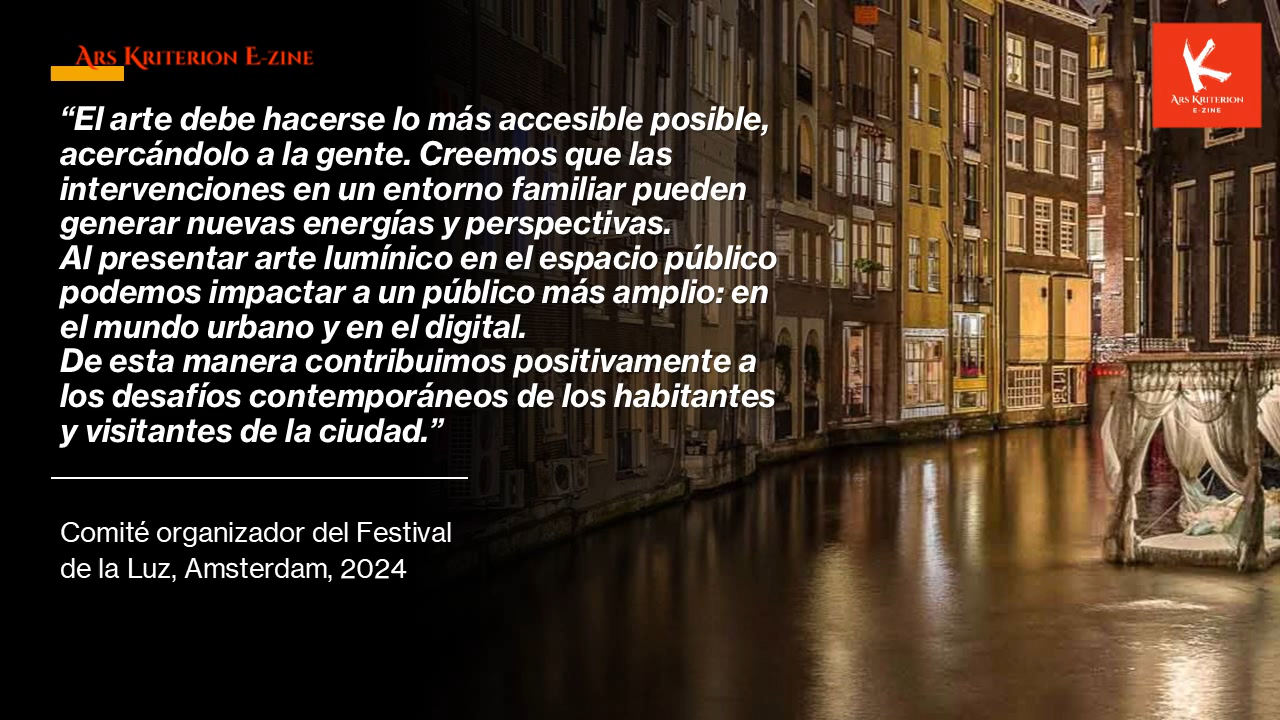 Ars Kriterion E-zine
“El arte debe hacerse lo más accesible posible,
acercándolo a la gente. Creemos que las
intervenciones en un entorno familiar pueden
generar nuevas energías y perspectivas.
Al presentar arte lumínico en el espacio público
podemos impactar a un público más amplio: en
el mundo urbano y en el digital.
De esta manera contribuimos positivamente a
los desafíos contemporáneos de los habitantes
y visitantes de la ciudad.”
Comité organizador del Festival
de la Luz, Amsterdam, 2024
K
Ars Kriterion
E-ZINE